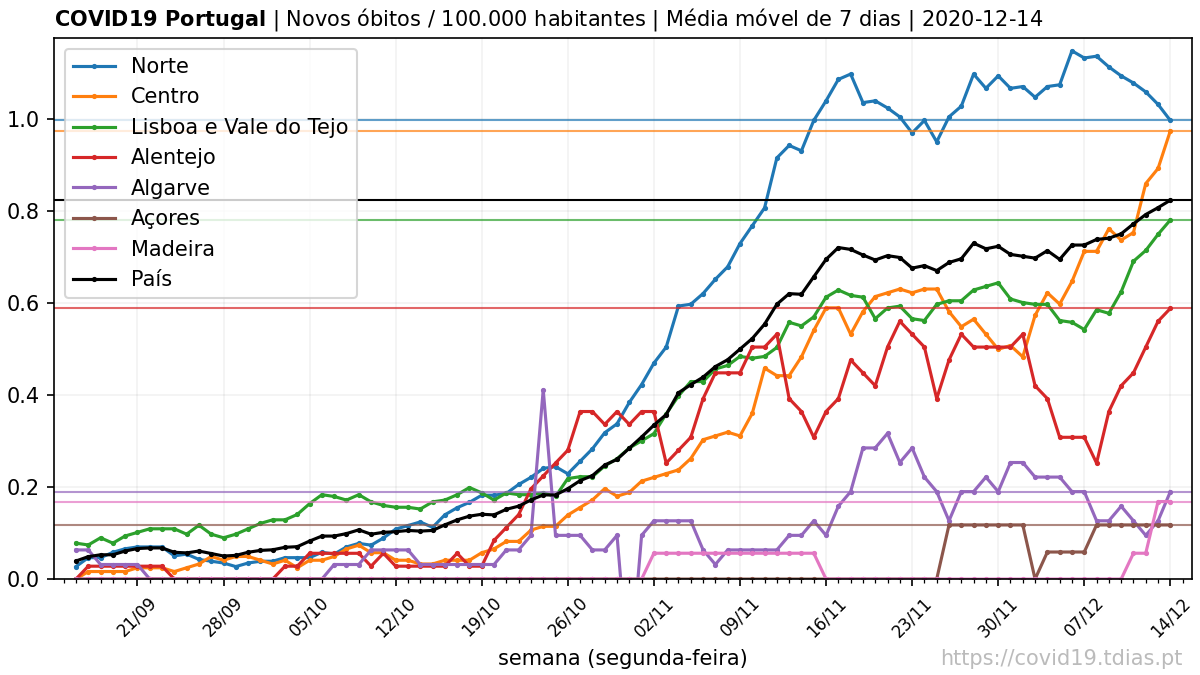 COVID19 Portugal | Novos óbitos / 100.000 habitantes | Média móvel de 7 dias | 2020-12-14
Norte
Centro
Lisboa e Vale do Tejo
Alentejo
Algarve
Açores
Madeira
País
1.0
0.8
0.6
0.4
0.2
0.0
21/09
28/09
05/10
12/10
19/10
26/10
02/11
09/11
16/11
23/11
30/11
07/12
14/12
semana (segunda-feira)
https://covid19.tdias.pt